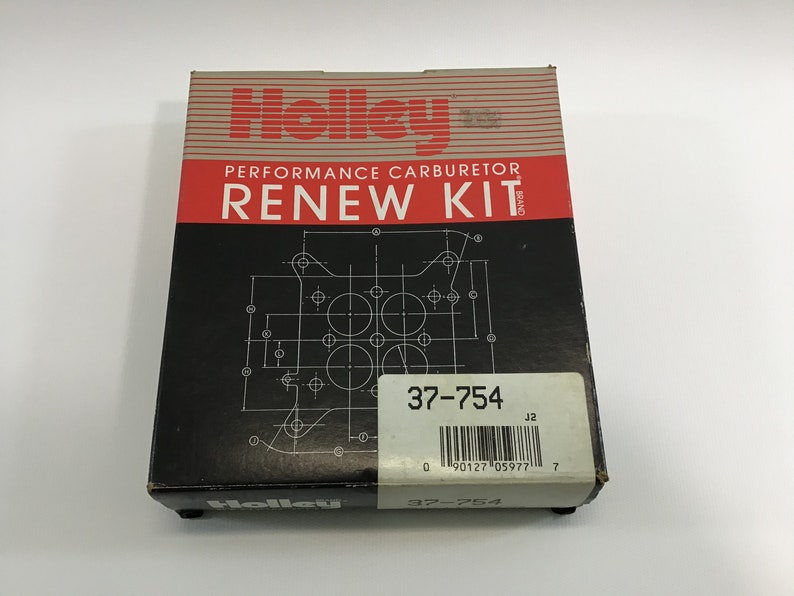 Holley®
PERFORMANCE CARBURETOR
RENEW KIT®
BRAND
A
B
H
C
K
D
L
H
J
F
G
37-754
J2
0 90127 05977 7
Holley
37-754